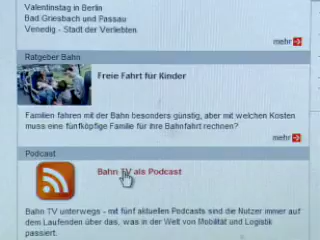 Valentinstag in Berlin
Bad Griesbach und Passau
Venedig - Stadt der Verliebten
mehr
Ratgeber Bahn
Freie Fahrt für Kinder
Familien fahren mit der Bahn besonders günstig, aber mit welchen Kosten
muss eine fünfköpfige Familie für ihre Bahnfahrt rechnen?
mehr
Podcast
Bahn TV als Podcast
Bahn TV unterwegs - mit fünf aktuellen Podcasts sind die Nutzer immer auf
dem Laufenden über das, was in der Welt von Mobilität und Logistik
passiert.